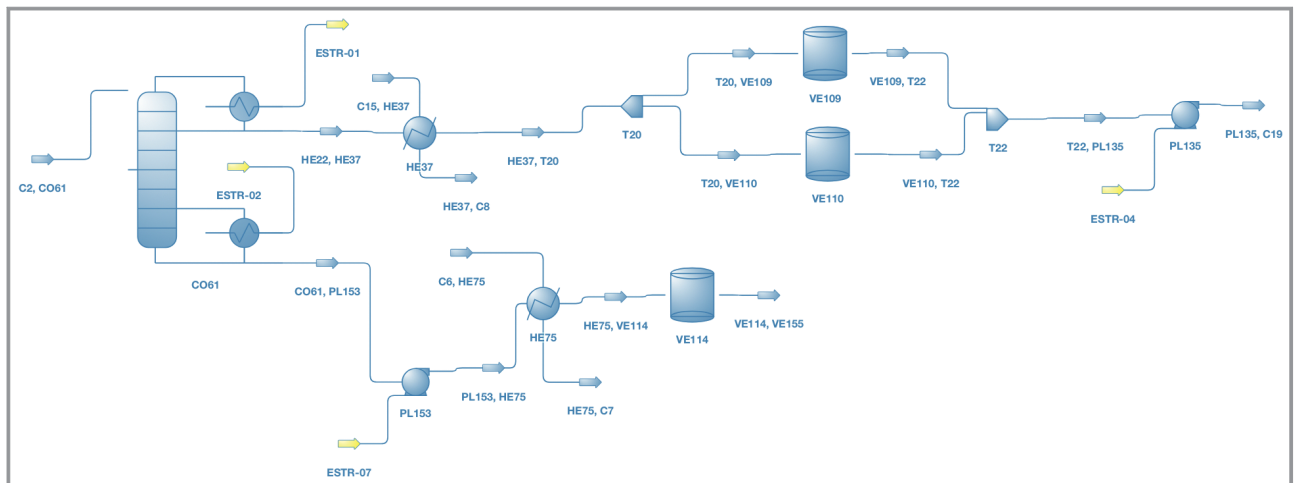 ESTR-01
C15, HE37
T20, VE109
VE109
VE109, T22
C2, CO61
HE22, HE37
HE37
HE37, T20
T20
T22
T22, PL135
PL135
PL135, C19
ESTR-02
HE37, C8
T20, VE110
VE110
VE110, T22
ESTR-04
CO61
CO61, PL153
C6, HE75
HE75
HE75, VE114
VE114
VE114, VE155
PL153
PL153, HE75
HE75, C7
ESTR-07